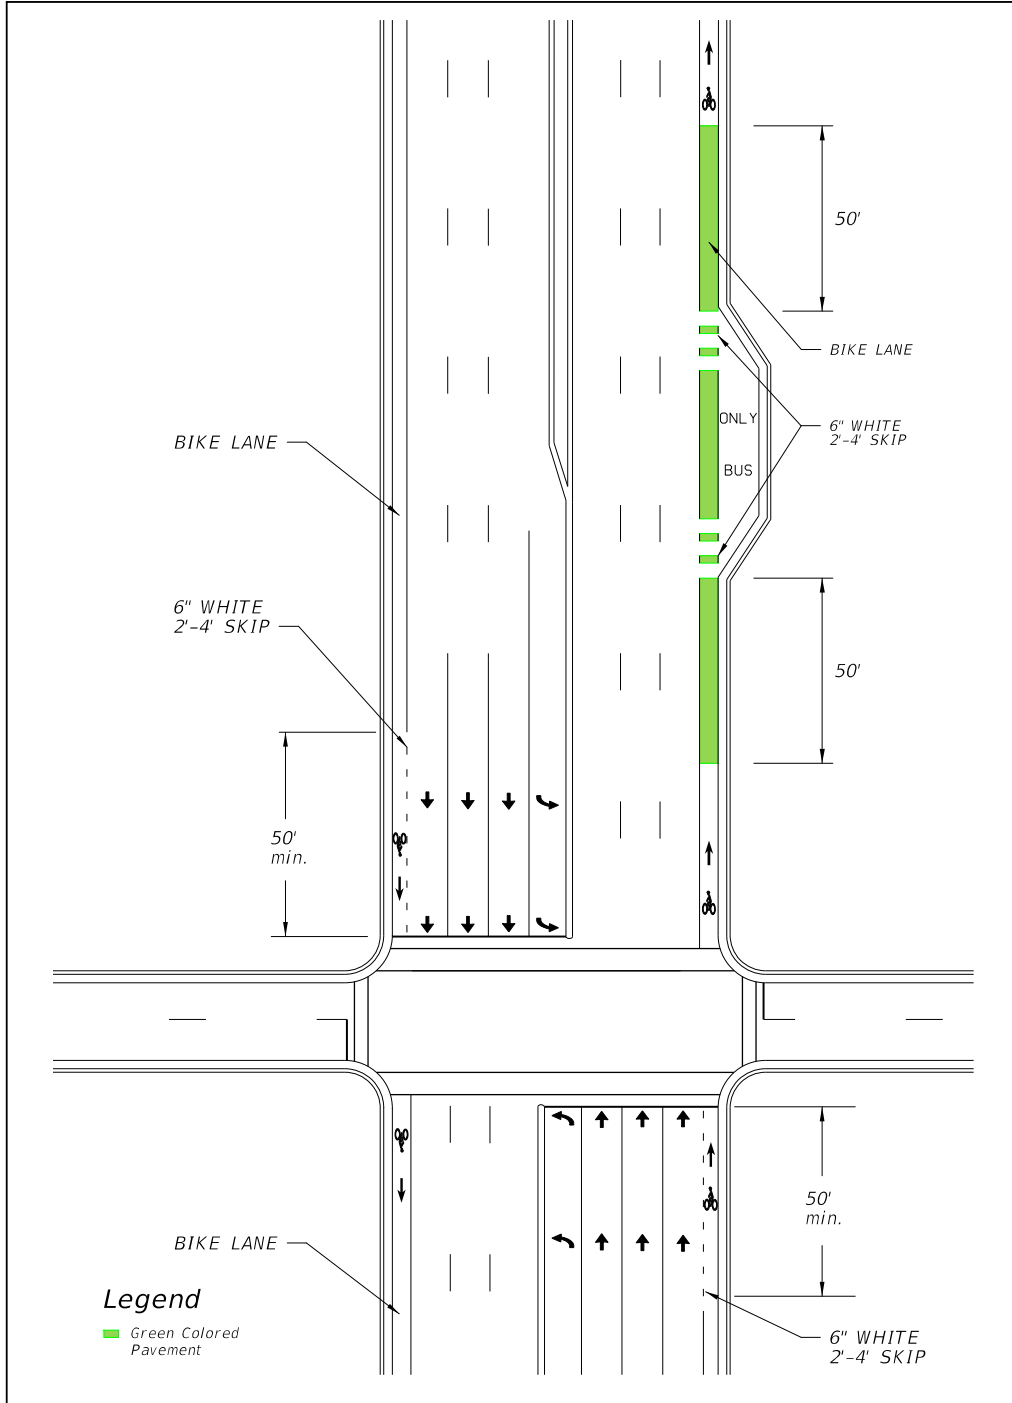 50'
BIKE LANE
ONLY
6" WHITE
2'-4' SKIP
BIKE LANE
BUS
6" WHITE
2'-4' SKIP
50'
50'
min.
50'
min.
BIKE LANE
Legend
Green Colored
Pavement
6" WHITE
2'-4' SKIP